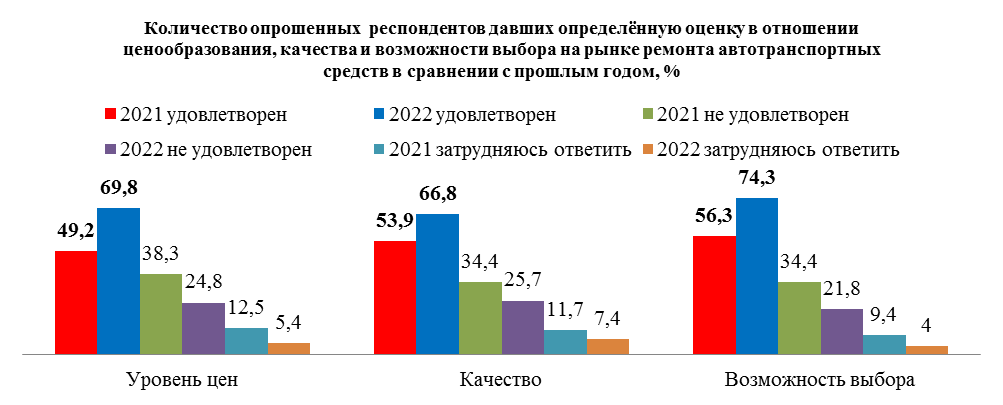 Количество опрошенных респондентов давших определённую оценку в отношении
ценообразования, качества и возможности выбора на рынке ремонта автотранспортных
средств в сравнении с прошлым годом, %
2021 удовлетворен
2022 удовлетворен
2021 не удовлетворен
2022 не удовлетворен
2021 затрудняюсь ответить
2022 затрудняюсь ответить
49,2
69,8
38,3
24,8
12,5
5,4
53,9
66,8
34,4
25,7
11,7
7,4
56,3
74,3
34,4
21,8
9,4
4
Уровень цен
Качество
Возможность выбора